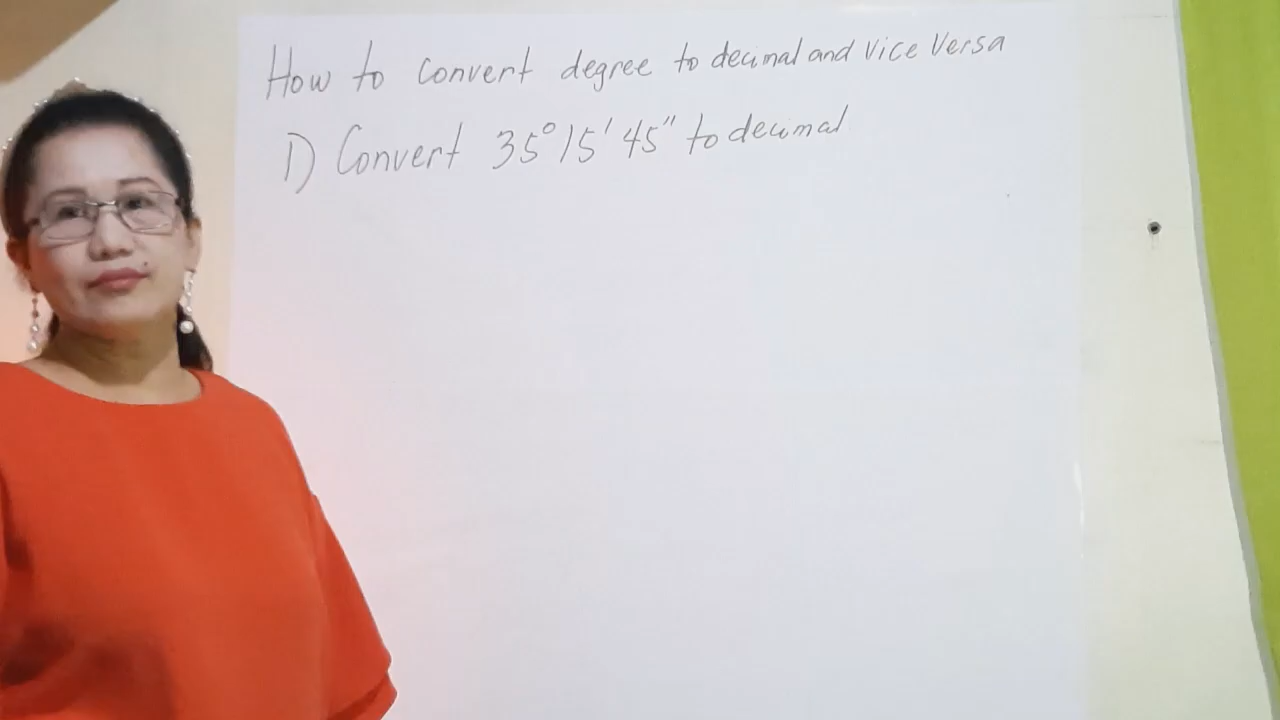 How to convert degree to decimal and Vice Versa
1) Convert 35° 15' 45" to decimal